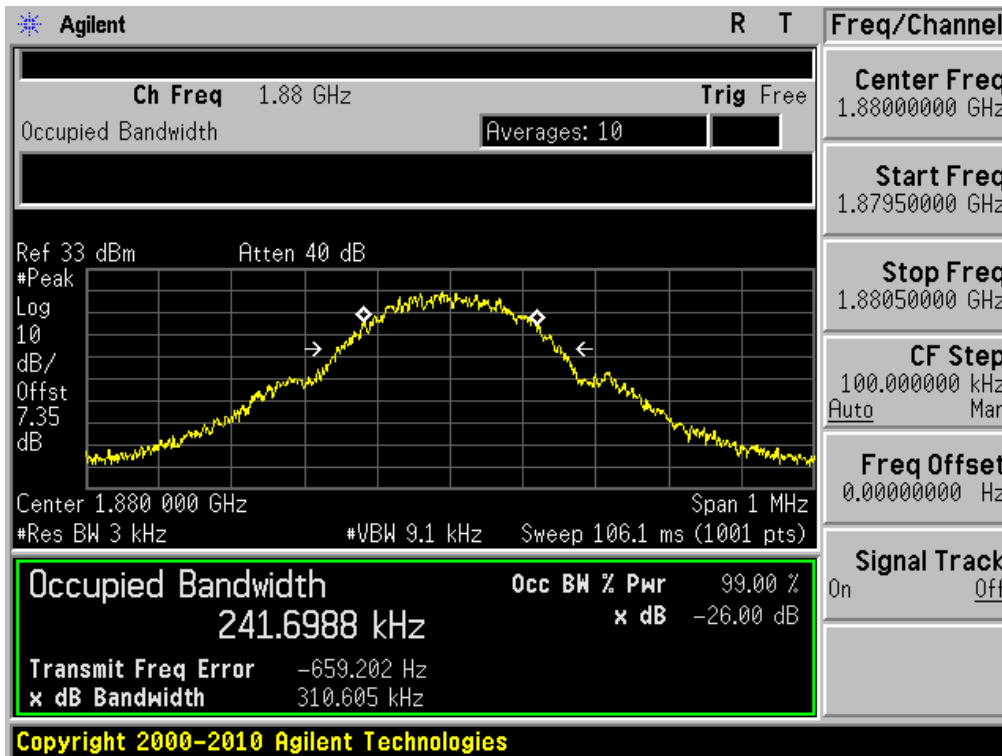 Agilent R T
Freq/Channel
Ch Freq 1.88 GHz Trig Free
Occupied Bandwidth Averages: 10
Ref 33 dBm Atten 40 dB
#Peak
Log
10
dB/
Offst
7.35
dB
Center 1.880 000 GHz Span 1 MHz
#Res BW 3 kHz #VBW 9.1 kHz Sweep 106.1 ms (1001 pts)
Occupied Bandwidth Occ BW % Pwr 99.00 %
241.6988 kHz x dB -26.00 dB
Transmit Freq Error -659.202 Hz
x dB Bandwidth 310.605 kHz
Copyright 2000-2010 Agilent Technologies
Center Freq
1.88000000 GHz
Start Freq
1.87950000 GHz
Stop Freq
1.88050000 GHz
CF Step
100.000000 kHz
Auto Man
Freq Offset
0.00000000 Hz
Signal Track
On Off